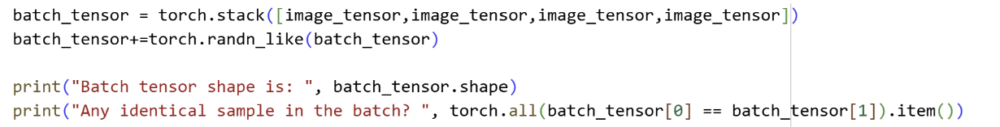 batch_tensor = torch.stack([image_tensor,image_tensor,image_tensor,image_tensor])
batch_tensor+=torch.randn_like(batch_tensor)
print("Batch tensor shape is: ", batch_tensor.shape)
print("Any identical sample in the batch? ", torch.all(batch_tensor[0] == batch_tensor[1]).item())